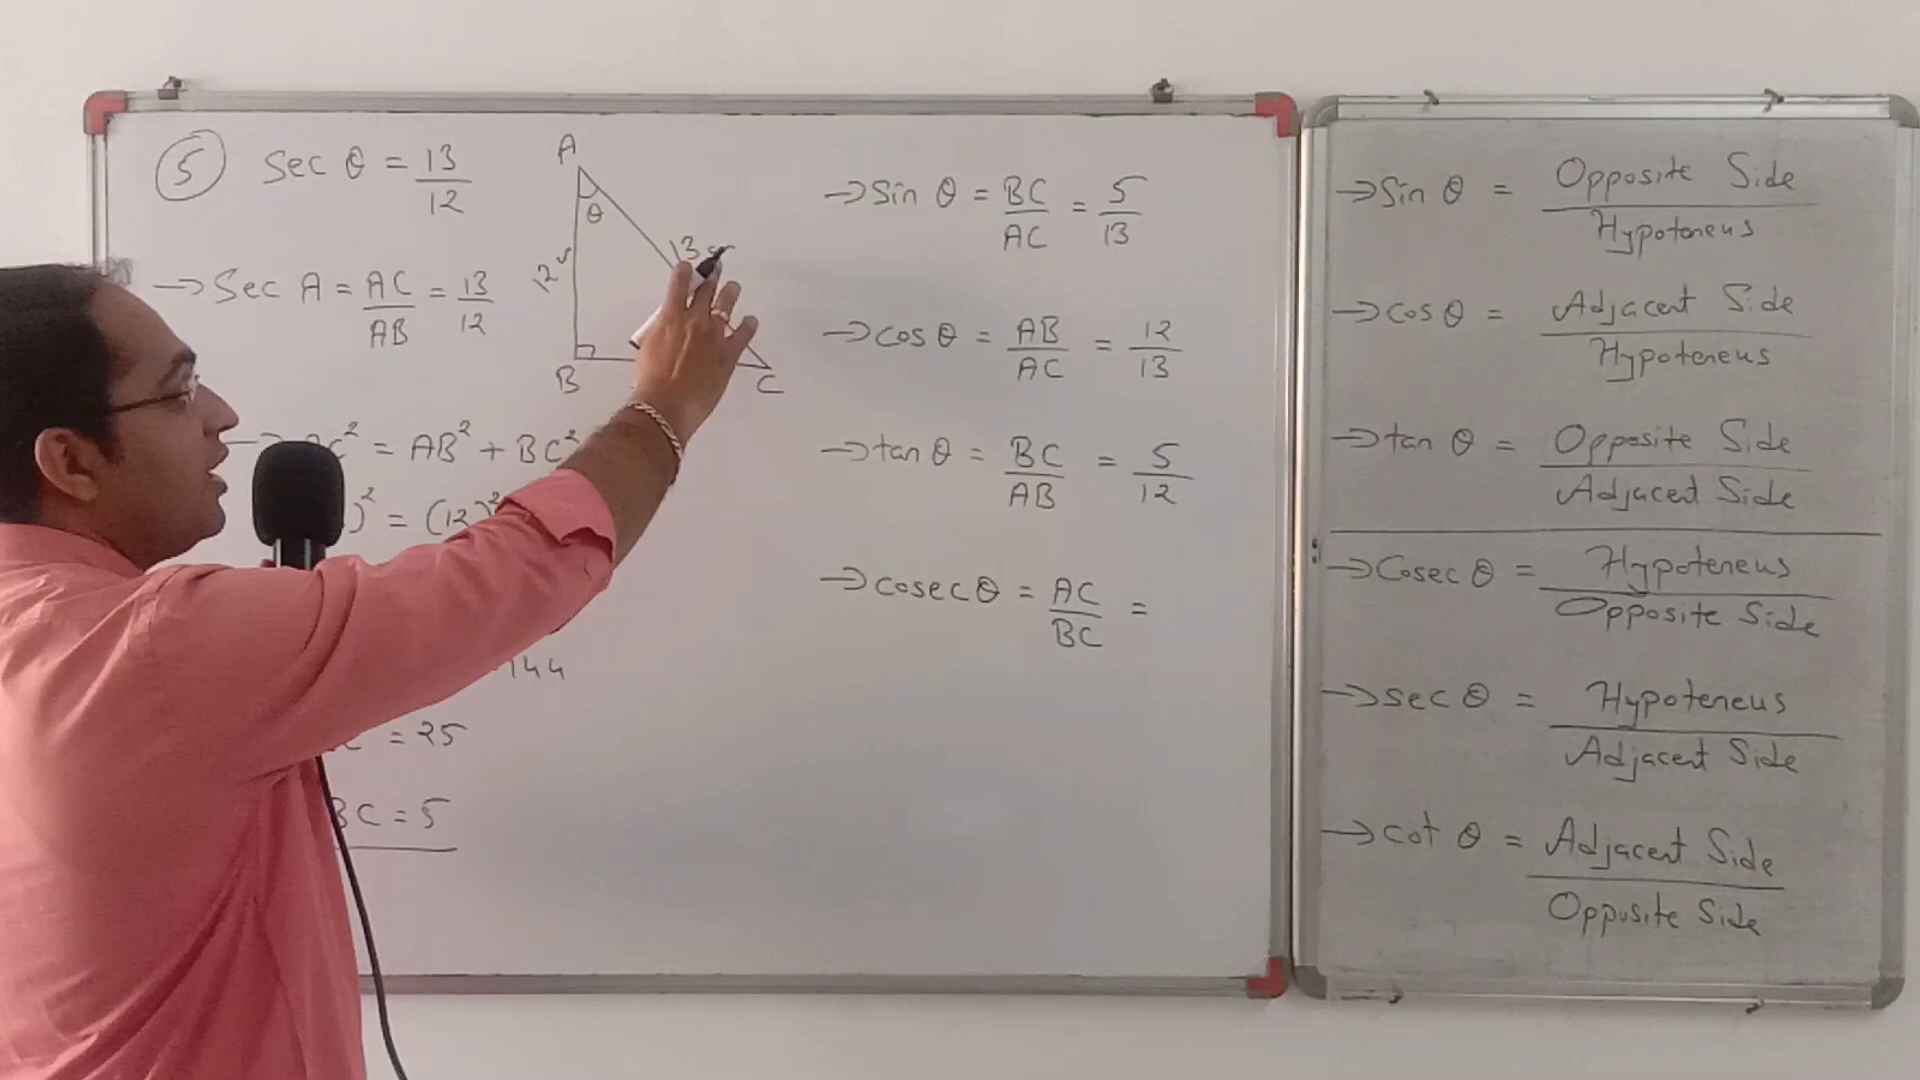 5 Sec θ = 13/12
→ Sec A = AC/AB = 13/12
A
θ
12
13
B
C
AC² = AB² + BC²
)² = (12)²
144
= 25
BC = 5
→ Sin θ = BC/AC = 5/13
→ cos θ = AB/AC = 12/13
→ tan θ = BC/AB = 5/12
→ cosec θ = AC/BC =
→ Sin θ = Opposite Side / Hypoteneus
→ cos θ = Adjacent Side / Hypoteneus
→ tan θ = Opposite Side / Adjacent Side
→ Cosec θ = Hypoteneus / Opposite Side
→ sec θ = Hypoteneus / Adjacent Side
→ cot θ = Adjacent Side / Opposite Side